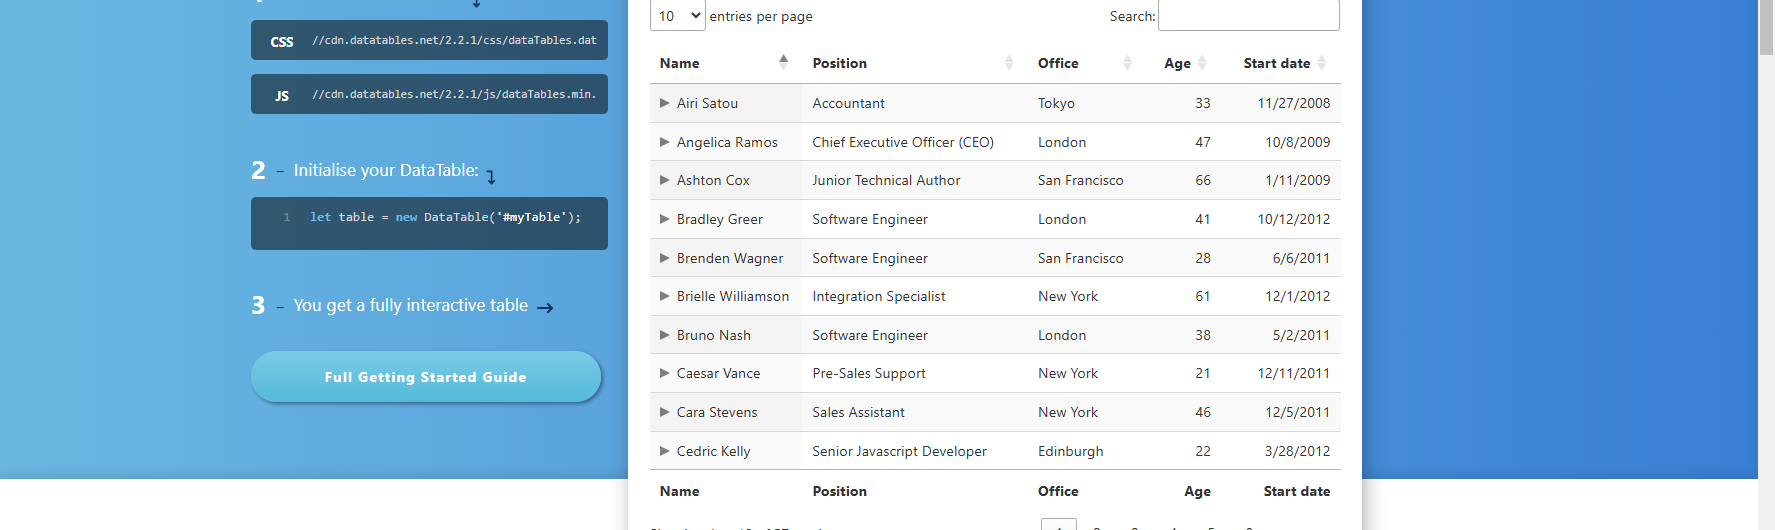 CSS //cdn.datatables.net/2.2.1/css/dataTables.dat
JS //cdn.datatables.net/2.2.1/js/dataTables.min.
2 – Initialise your DataTable:
1 let table = new DataTable('#myTable');
3 – You get a fully interactive table →
Full Getting Started Guide
10 entries per page Search:
Name Position Office Age Start date
Airi Satou Accountant Tokyo 33 11/27/2008
Angelica Ramos Chief Executive Officer (CEO) London 47 10/8/2009
Ashton Cox Junior Technical Author San Francisco 66 1/11/2009
Bradley Greer Software Engineer London 41 10/12/2012
Brenden Wagner Software Engineer San Francisco 28 6/6/2011
Brielle Williamson Integration Specialist New York 61 12/1/2012
Bruno Nash Software Engineer London 38 5/2/2011
Caesar Vance Pre-Sales Support New York 21 12/11/2011
Cara Stevens Sales Assistant New York 46 12/5/2011
Cedric Kelly Senior Javascript Developer Edinburgh 22 3/28/2012
Name Position Office Age Start date